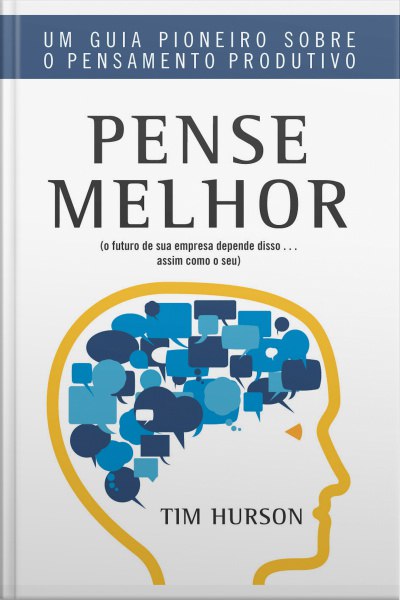 UM GUIA PIONEIRO SOBRE
O PENSAMENTO PRODUTIVO
PENSE
MELHOR
(o futuro de sua empresa depende disso . . .
assim como o seu)
TIM HURSON